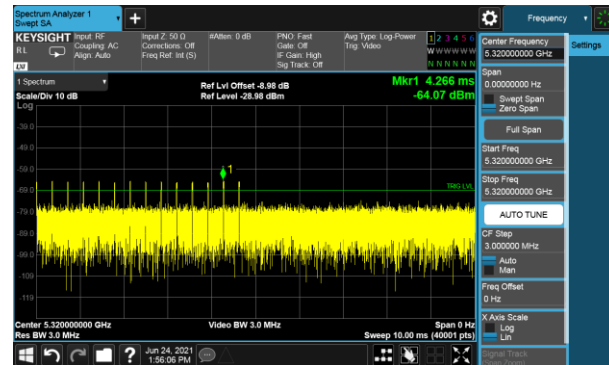 Spectrum Analyzer 1
Swept SA
Frequency
KEYSIGHT Input: RF
RL
Coupling: AC
Align: Auto
Input Z: 50 Ω
Corrections: Off
Freq Ref: Int (S)
#Atten: 0 dB
PNO: Fast
Gate: Off
IF Gain: High
Sig Track: Off
Avg Type: Log-Power
Trig: Video
1 2 3 4 5 6
W W W W W W
N N N N N N
LXI
1 Spectrum
Scale/Div 10 dB
Log
Ref Lvl Offset -8.98 dB
Ref Level -28.98 dBm
Mkr1 4.266 ms
-64.07 dBm
-39.0
-49.0
-59.0
-69.0
-79.0
-89.0
-99.0
-109
-119
1
TRIG LVL
Center 5.320000000 GHz
Res BW 3.0 MHz
Video BW 3.0 MHz
Span 0 Hz
Sweep 10.00 ms (40001 pts)
Jun 24, 2021
1:56:06 PM
Center Frequency
5.320000000 GHz
Settings
Span
0.00000000 Hz
Swept Span
Zero Span
Full Span
Start Freq
5.320000000 GHz
Stop Freq
5.320000000 GHz
AUTO TUNE
CF Step
3.000000 MHz
Auto
Man
Freq Offset
0 Hz
X Axis Scale
Log
Lin
Signal Track
(Span Zoom)